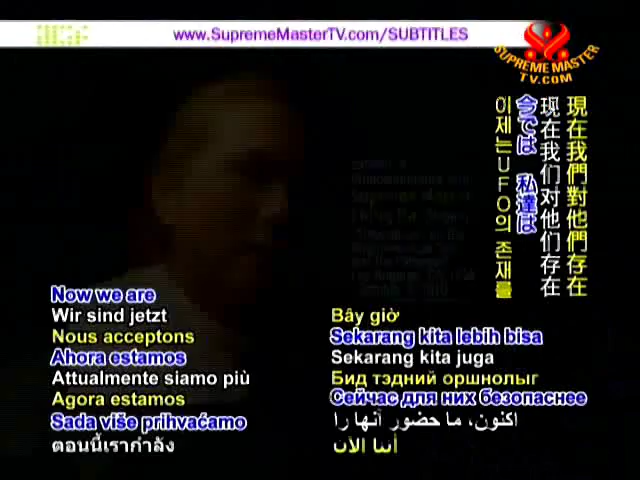 www.SupremeMasterTV.com/SUBTITLES
SUPREME MASTER
TV.COM
現在我們對他們存在
现在我们对他们存在
今では 私達は
이제는UFO의 존재를
Now we are
Wir sind jetzt
Nous acceptons
Ahora estamos
Attualmente siamo più
Agora estamos
Sada više prihvaćamo
ตอนนี้เรากำลัง
Bây giờ
Sekarang kita lebih bisa
Sekarang kita juga
Бид тэдний оршнолыг
Сейчас для них безопаснее
اکنون، ما حضور آنها را
أننا الآن